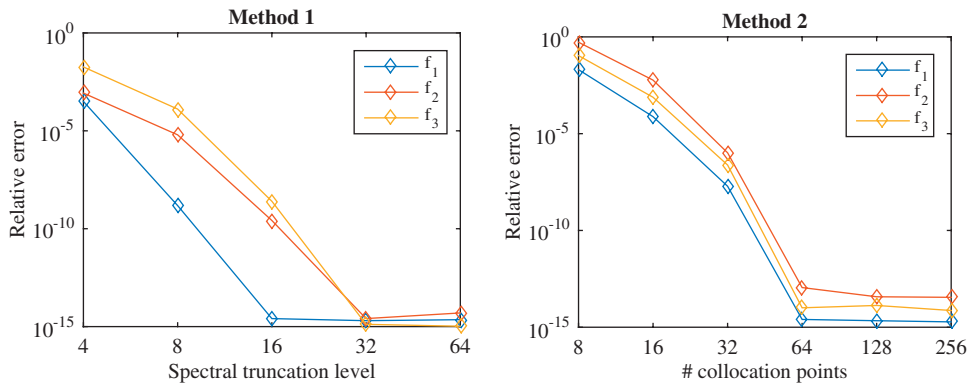 Method 1
Relative error
10^0
10^-5
10^-10
10^-15
4
8
16
32
64
Spectral truncation level
f_1
f_2
f_3
Method 2
Relative error
10^0
10^-5
10^-10
10^-15
8
16
32
64
128
256
# collocation points
f_1
f_2
f_3